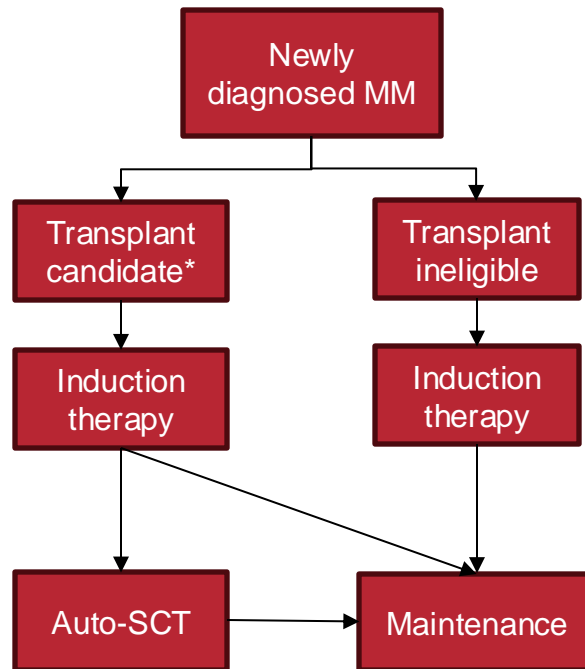 Newly
diagnosed MM
Transplant
candidate*
Transplant
ineligible
Induction
therapy
Induction
therapy
Auto-SCT
Maintenance